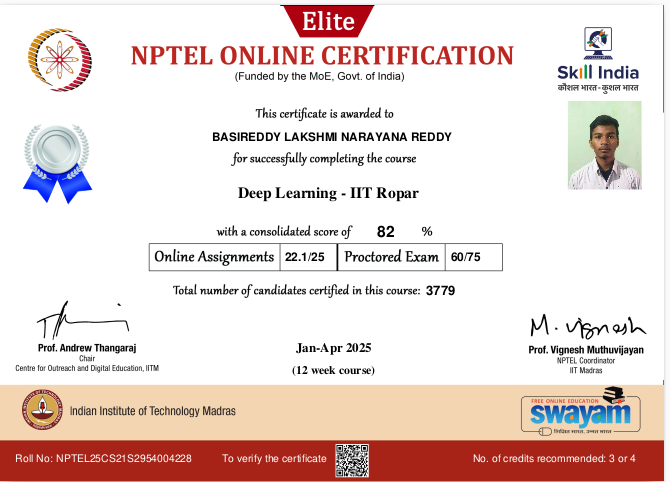 Elite
NPTEL ONLINE CERTIFICATION
(Funded by the MoE, Govt. of India)
Skill India
कौशल भारत - कुशल भारत
This certificate is awarded to
BASIREDDY LAKSHMI NARAYANA REDDY
for successfully completing the course
Deep Learning - IIT Ropar
with a consolidated score of 82 %
Online Assignments 22.1/25 Proctored Exam 60/75
Total number of candidates certified in this course: 3779
Prof. Andrew Thangaraj
Chair
Centre for Outreach and Digital Education, IITM
Jan-Apr 2025
(12 week course)
M. Vignesh
Prof. Vignesh Muthuvijayan
NPTEL Coordinator
IIT Madras
Indian Institute of Technology Madras
FREE ONLINE EDUCATION
swayam
शिक्षित भारत, उन्नत भारत
Roll No: NPTEL25CS21S2954004228 To verify the certificate No. of credits recommended: 3 or 4